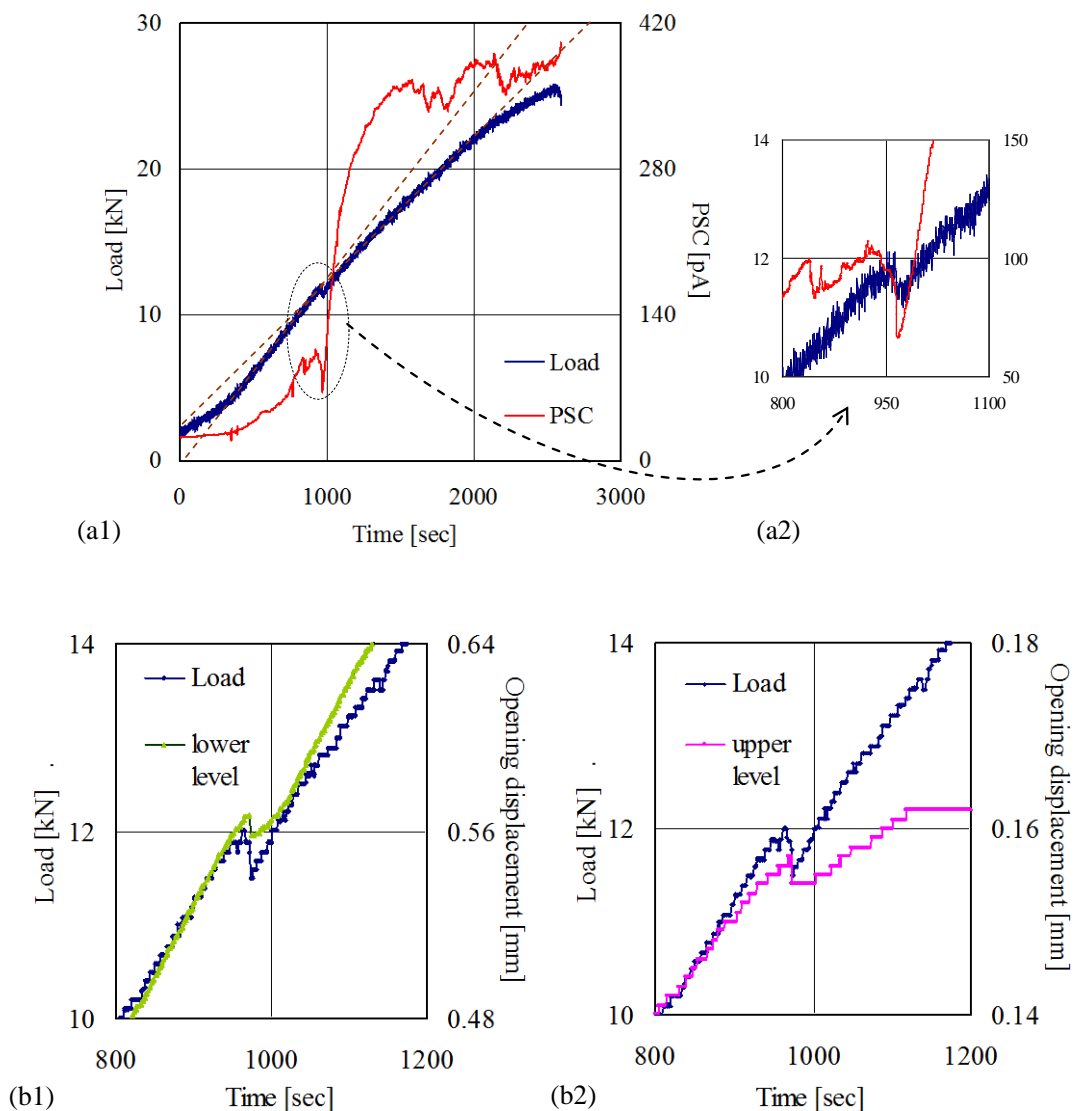 30
20
10
0
Load [kN]
420
280
140
0
PSC [pA]
Load
PSC
0
1000
2000
3000
Time [sec]
(a1)
14
12
10
150
100
50
800
950
1100
(a2)
14
12
10
Load [kN]
Load
lower
level
0.64
0.56
0.48
Opening displacement [mm]
800
1000
1200
Time [sec]
(b1)
14
12
10
Load [kN]
Load
upper
level
0.18
0.16
0.14
Opening displacement [mm]
800
1000
1200
Time [sec]
(b2)